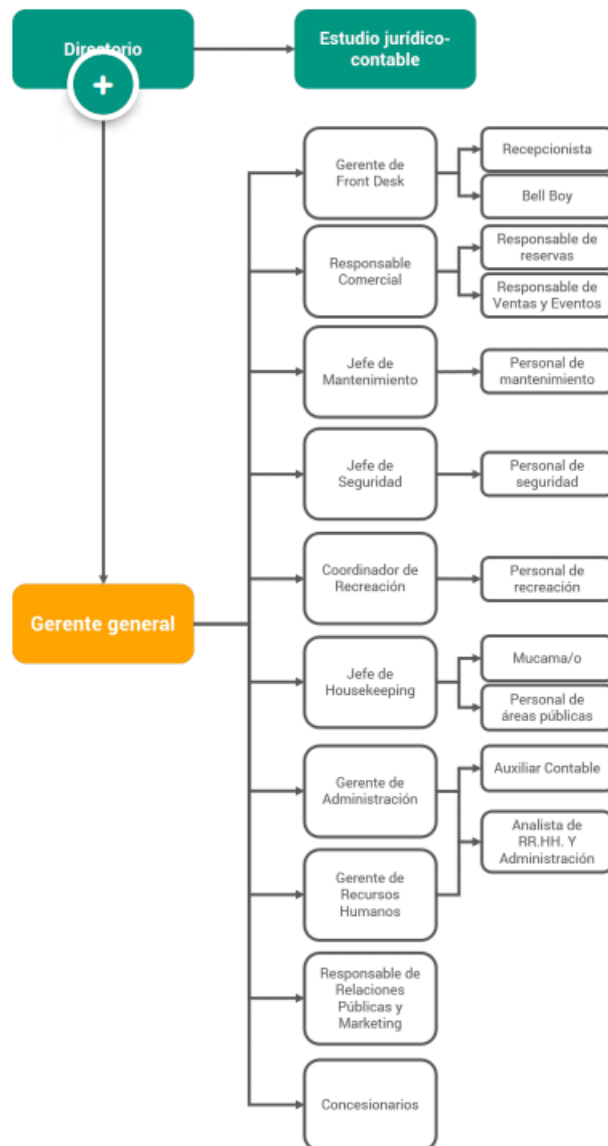 Directorio
Estudio jurídico-
contable
+
Gerente de
Front Desk
Recepcionista
Bell Boy
Responsable
Comercial
Responsable de
reservas
Responsable de
Ventas y Eventos
Jefe de
Mantenimiento
Personal de
mantenimiento
Jefe de
Seguridad
Personal de
seguridad
Coordinador de
Recreación
Personal de
recreación
Gerente general
Jefe de
Housekeeping
Mucama/o
Personal de
áreas públicas
Gerente de
Administración
Auxiliar Contable
Analista de
RR.HH. Y
Administración
Gerente de
Recursos
Humanos
Responsable de
Relaciones
Públicas y
Marketing
Concesionarios